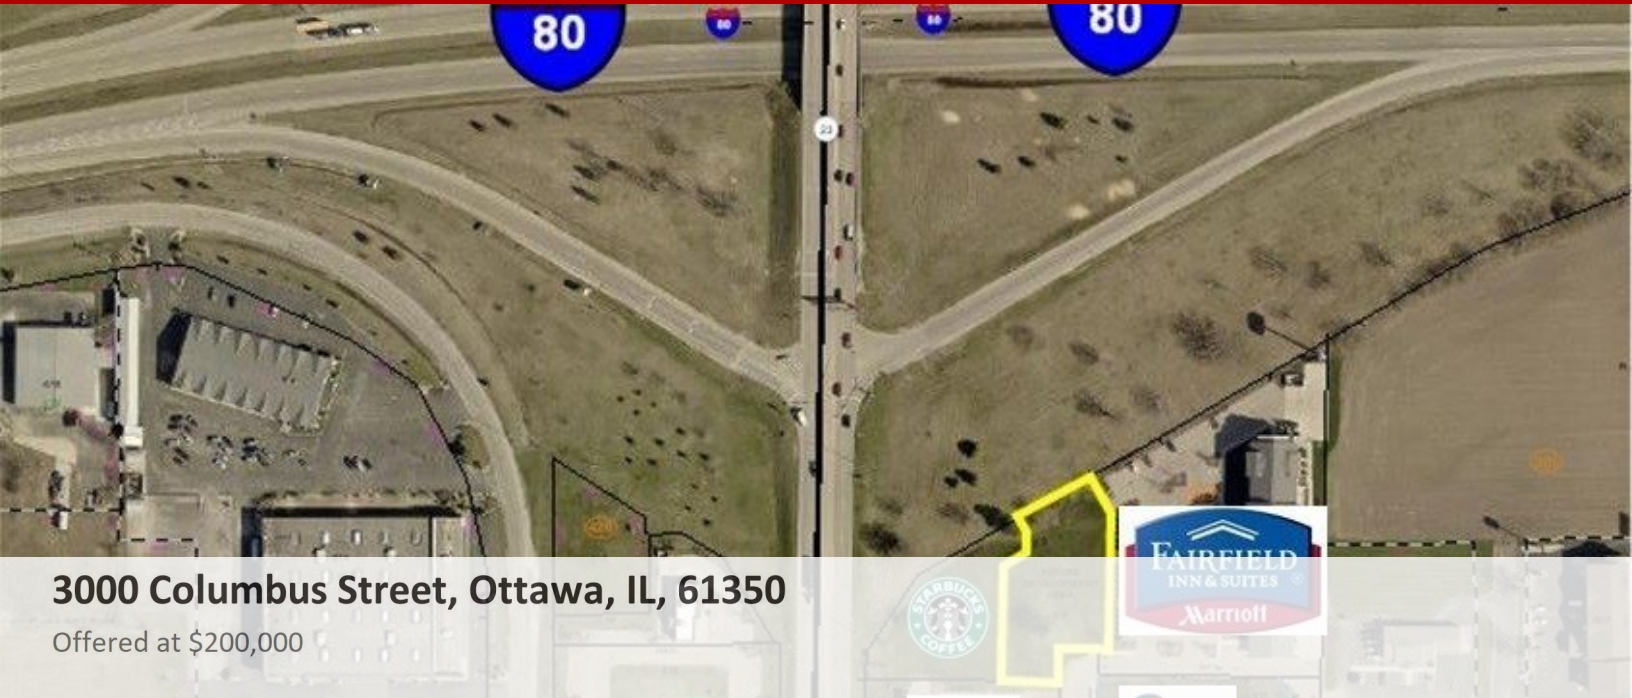 80
80
80
80
23
3000 Columbus Street, Ottawa, IL, 61350
Offered at $200,000
STARBUCKS
COFFEE
FAIRFIELD
INN & SUITES ®
Marriott